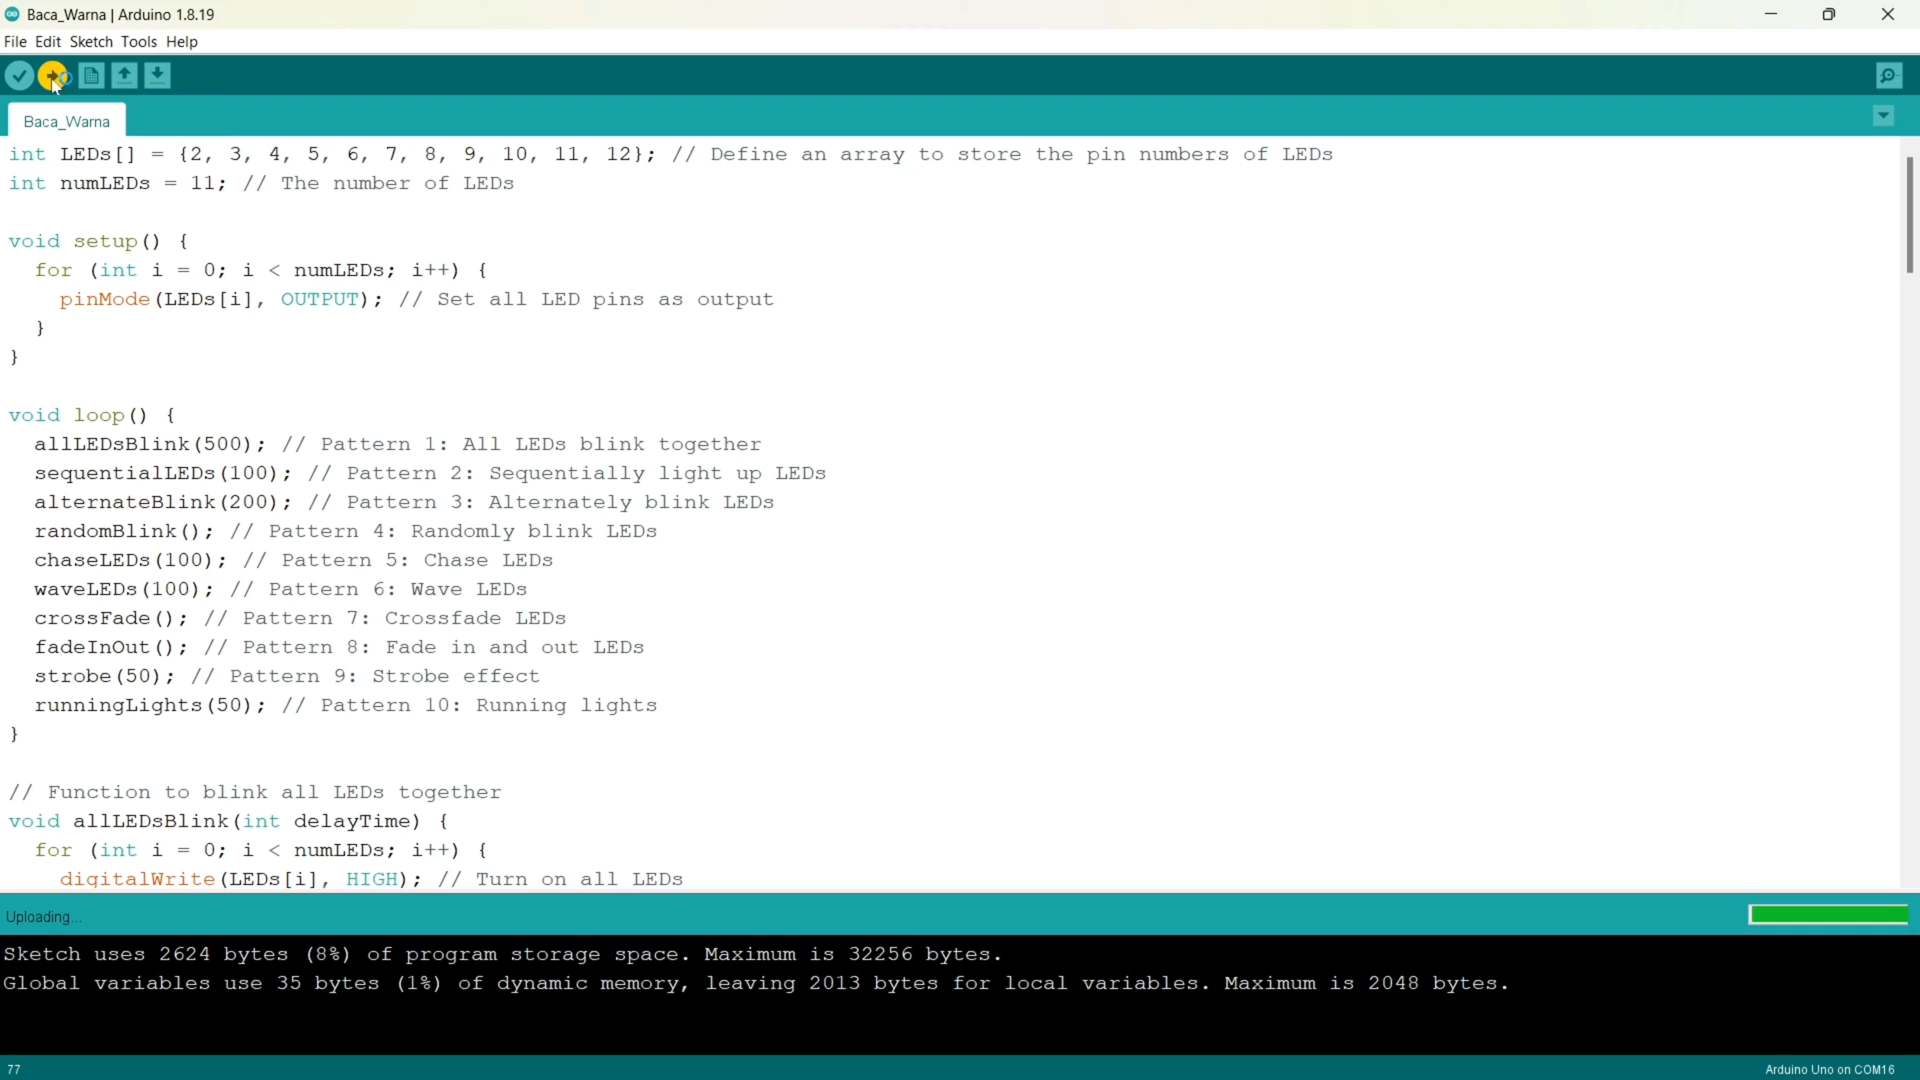 Baca_Warna | Arduino 1.8.19
File Edit Sketch Tools Help
Baca_Warna
int LEDs[] = {2, 3, 4, 5, 6, 7, 8, 9, 10, 11, 12}; // Define an array to store the pin numbers of LEDs
int numLEDs = 11; // The number of LEDs
void setup() {
for (int i = 0; i < numLEDs; i++) {
pinMode(LEDs[i], OUTPUT); // Set all LED pins as output
}
}
void loop() {
allLEDsBlink(500); // Pattern 1: All LEDs blink together
sequentialLEDs(100); // Pattern 2: Sequentially light up LEDs
alternateBlink(200); // Pattern 3: Alternately blink LEDs
randomBlink(); // Pattern 4: Randomly blink LEDs
chaseLEDs(100); // Pattern 5: Chase LEDs
waveLEDs(100); // Pattern 6: Wave LEDs
crossFade(); // Pattern 7: Crossfade LEDs
fadeInOut(); // Pattern 8: Fade in and out LEDs
strobe(50); // Pattern 9: Strobe effect
runningLights(50); // Pattern 10: Running lights
}
// Function to blink all LEDs together
void allLEDsBlink(int delayTime) {
for (int i = 0; i < numLEDs; i++) {
digitalWrite(LEDs[i], HIGH); // Turn on all LEDs
Uploading...
Sketch uses 2624 bytes (8%) of program storage space. Maximum is 32256 bytes.
Global variables use 35 bytes (1%) of dynamic memory, leaving 2013 bytes for local variables. Maximum is 2048 bytes.
77
Arduino Uno on COM16